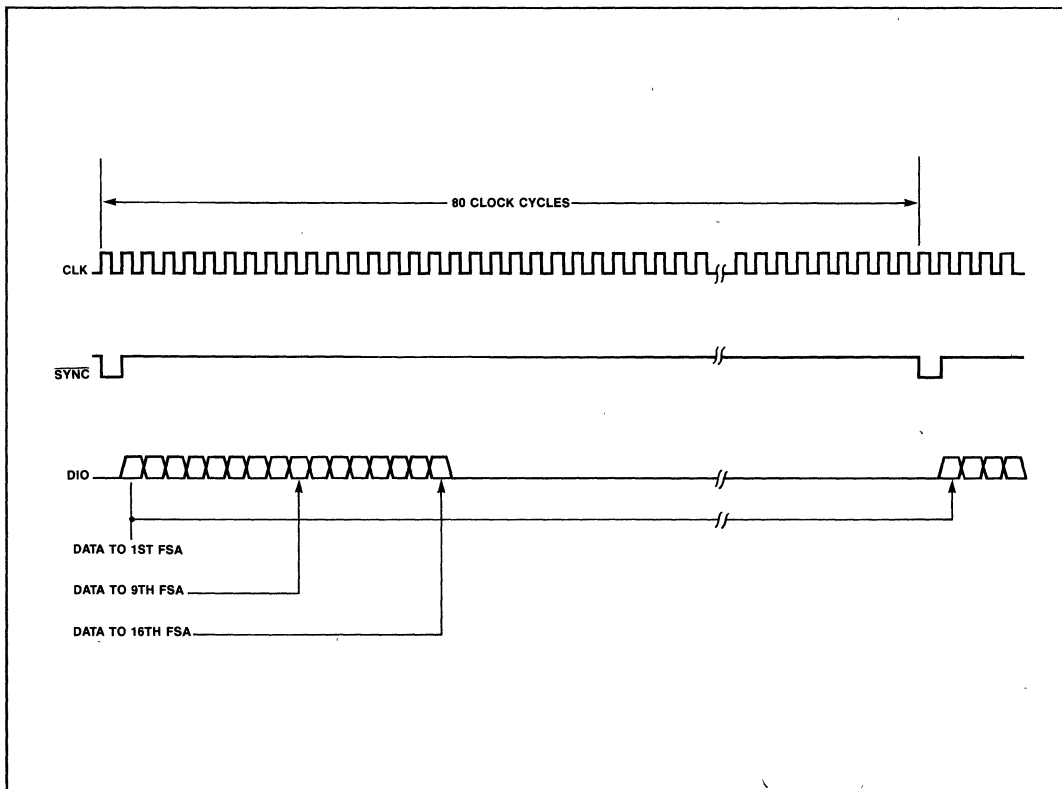 80 CLOCK CYCLES
CLK
SYNC
DIO
DATA TO 1ST FSA
DATA TO 9TH FSA
DATA TO 16TH FSA